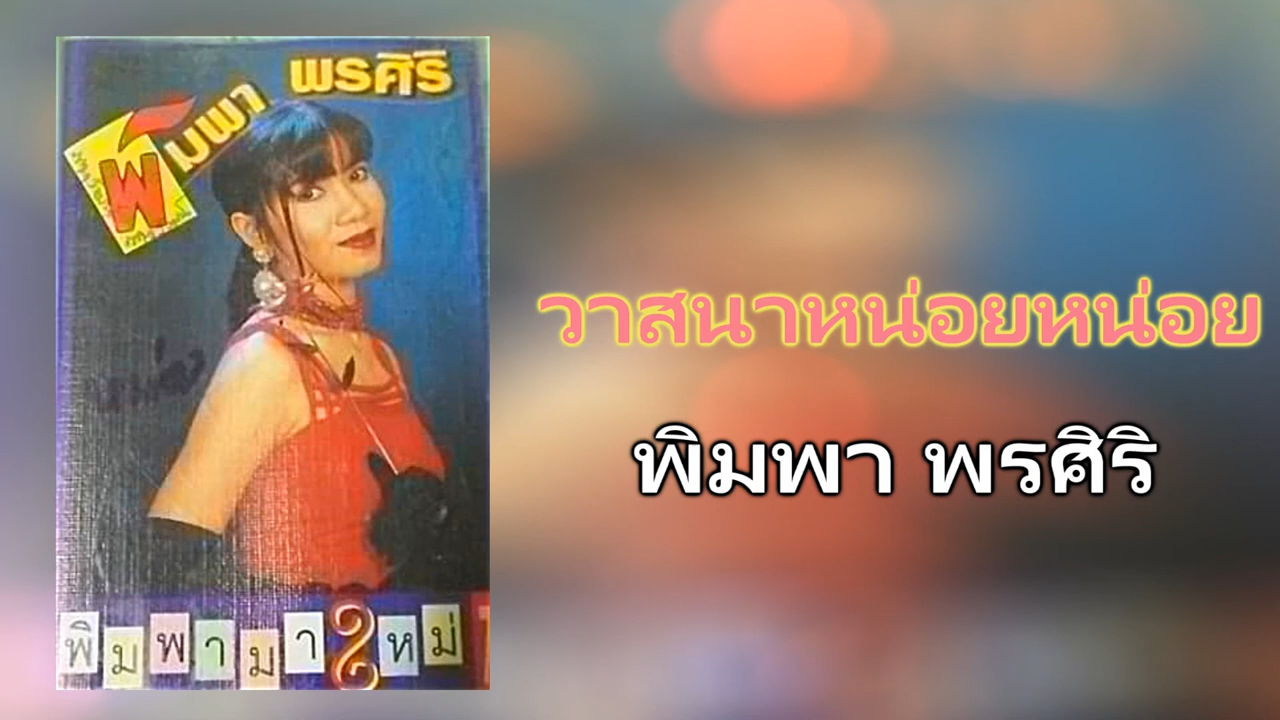 พิมพา พรศิริ
พิมพามาใหม่
วาสนาหน่อยหน่อย
พิมพา พรศิริ